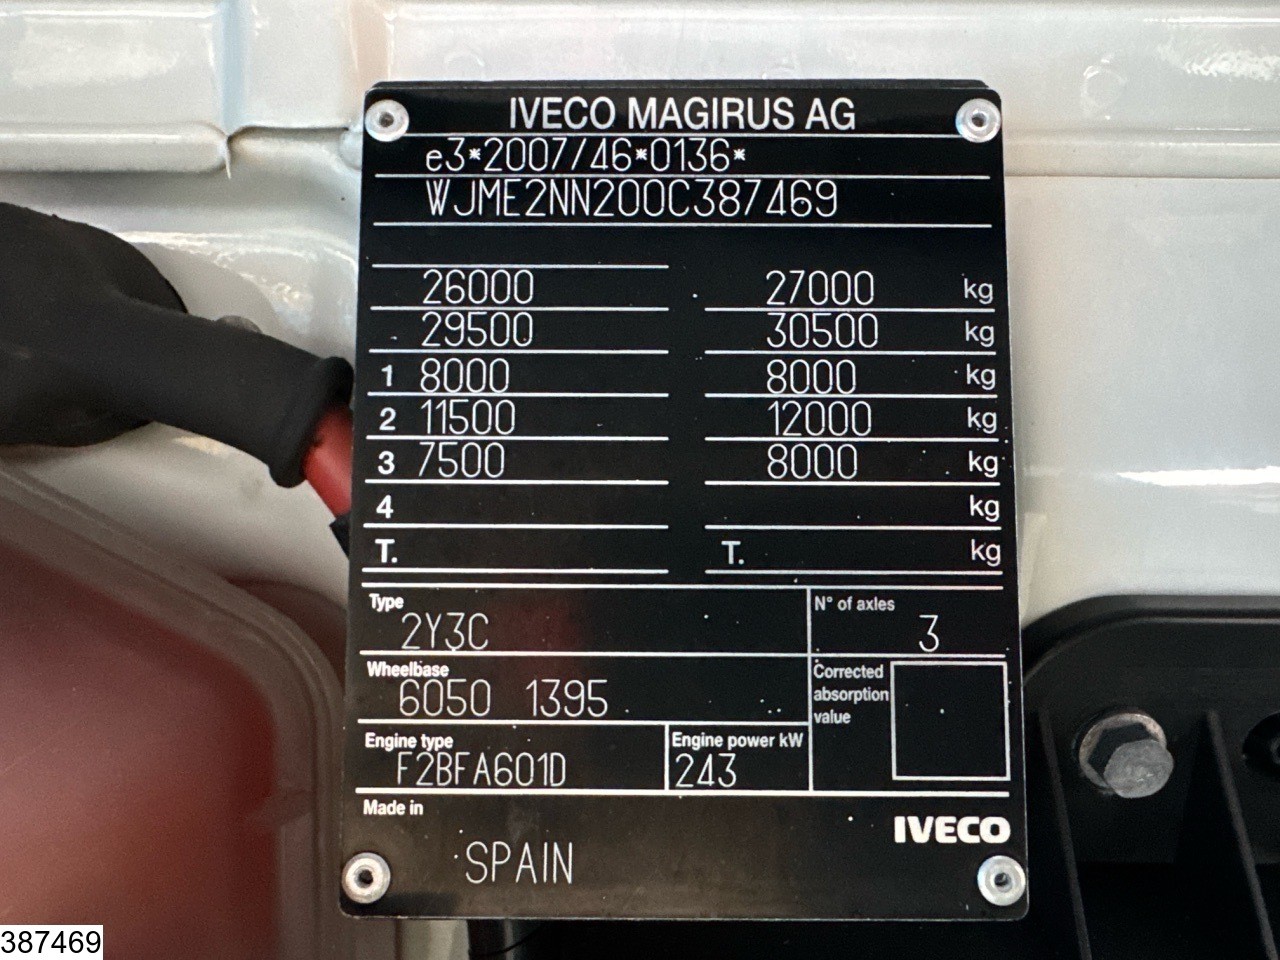 IVECO MAGIRUS AG
e3*2007/46*0136*
WJME2NN200C387469
26000 27000 kg
29500 30500 kg
1 8000 8000 kg
2 11500 12000 kg
3 7500 8000 kg
4 kg
T. T. kg
Type N° of axles
2Y3C 3
Wheelbase Corrected
6050 1395 absorption
value
Engine type Engine power kW
F2BFA601D 243
Made in
IVECO
SPAIN
387469